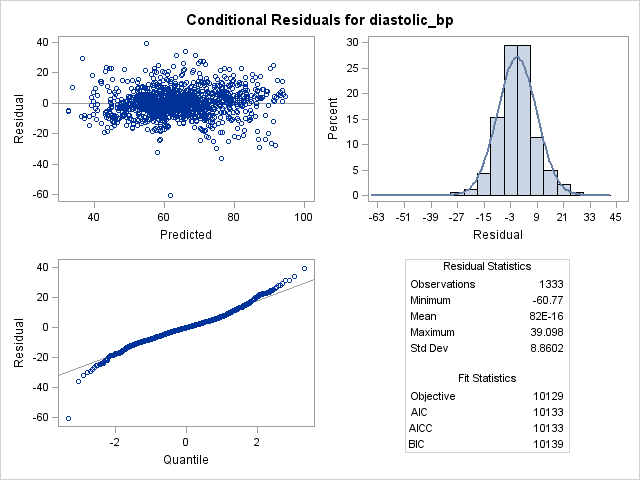 Conditional Residuals for diastolic_bp
40
20
0
-20
-40
-60
Residual
40
60
80
100
Predicted
30
25
20
15
10
5
0
Percent
-63 -51 -39 -27 -15 -3 9 21 33 45
Residual
40
20
0
-20
-40
-60
Residual
-2
0
2
Quantile
Residual Statistics
Observations 1333
Minimum -60.77
Mean 82E-16
Maximum 39.098
Std Dev 8.8602
Fit Statistics
Objective 10129
AIC 10133
AICC 10133
BIC 10139